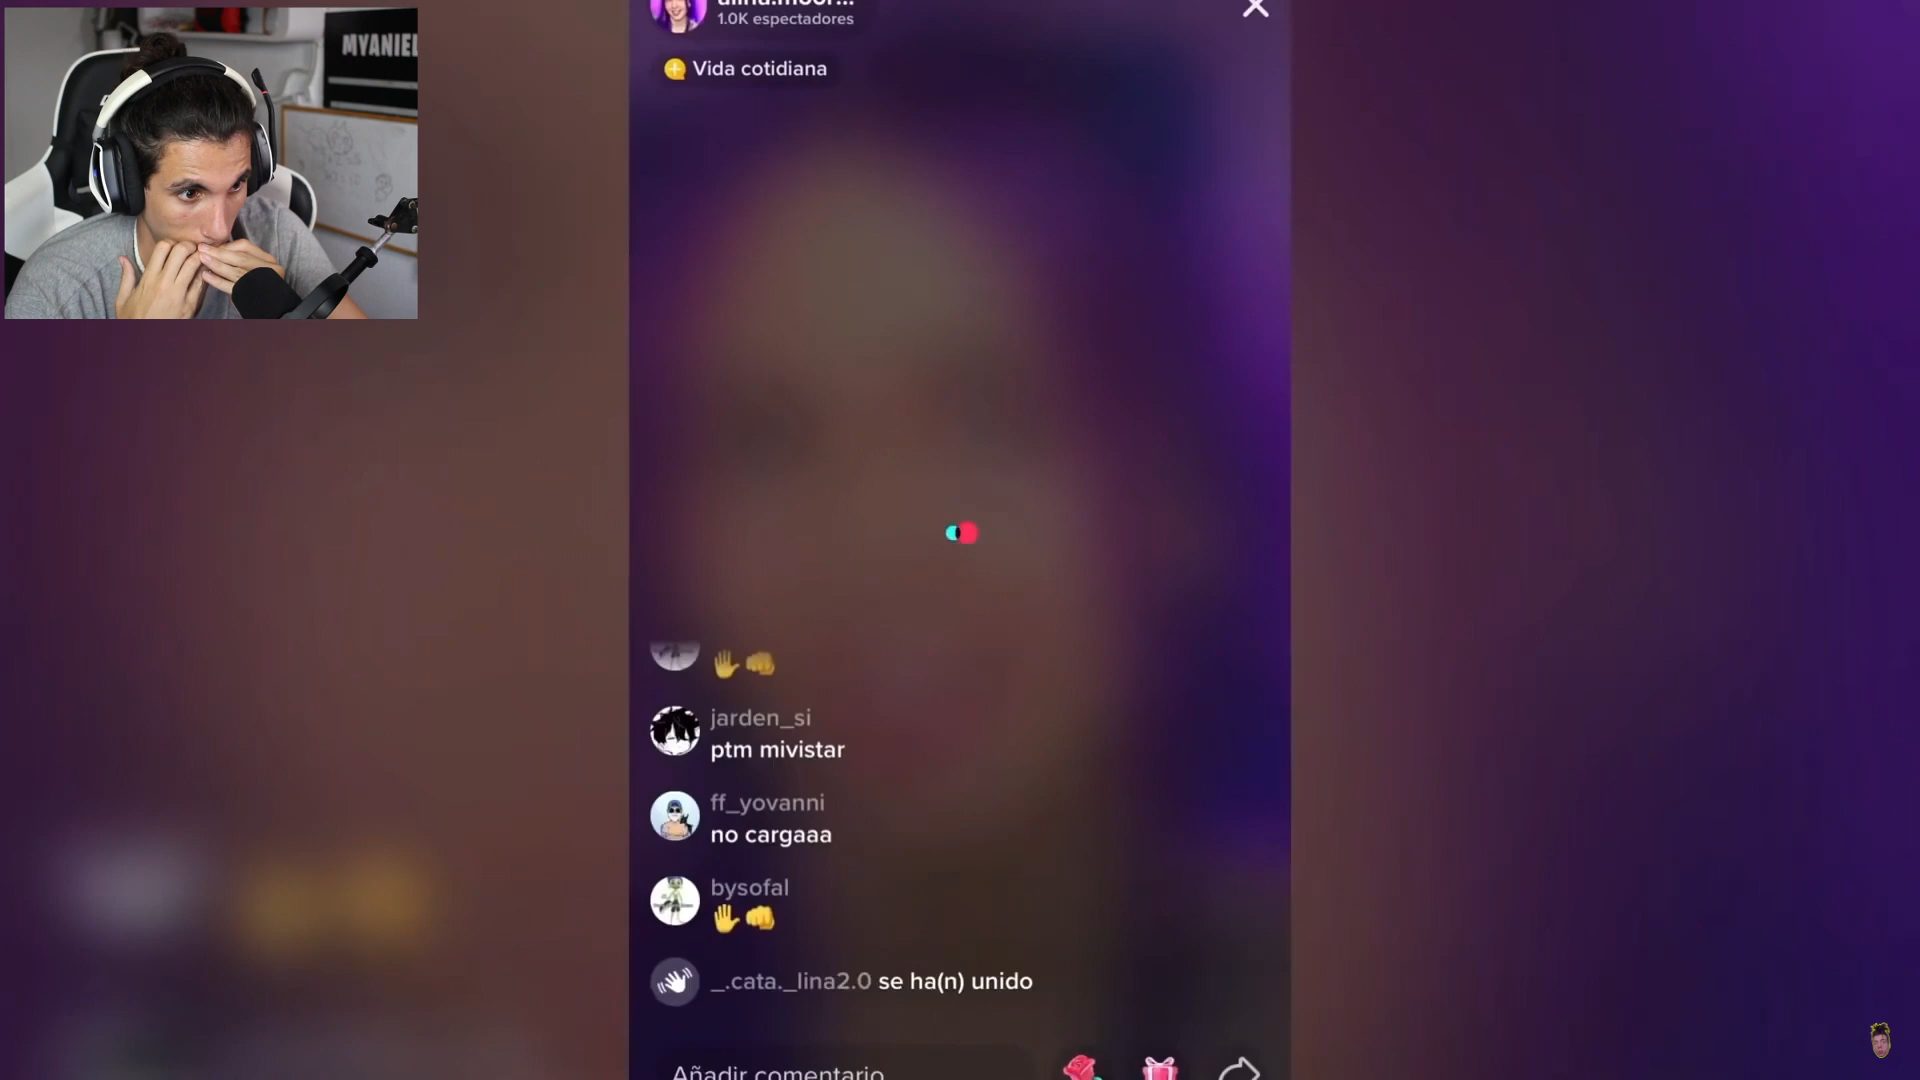 MYANIEL
1.0K espectadores
Vida cotidiana
jarden_si
ptm mivistar
ff_yovanni
no cargaaa
bysofal
_.cata._lina2.0 se ha(n) unido
Añadir comentario